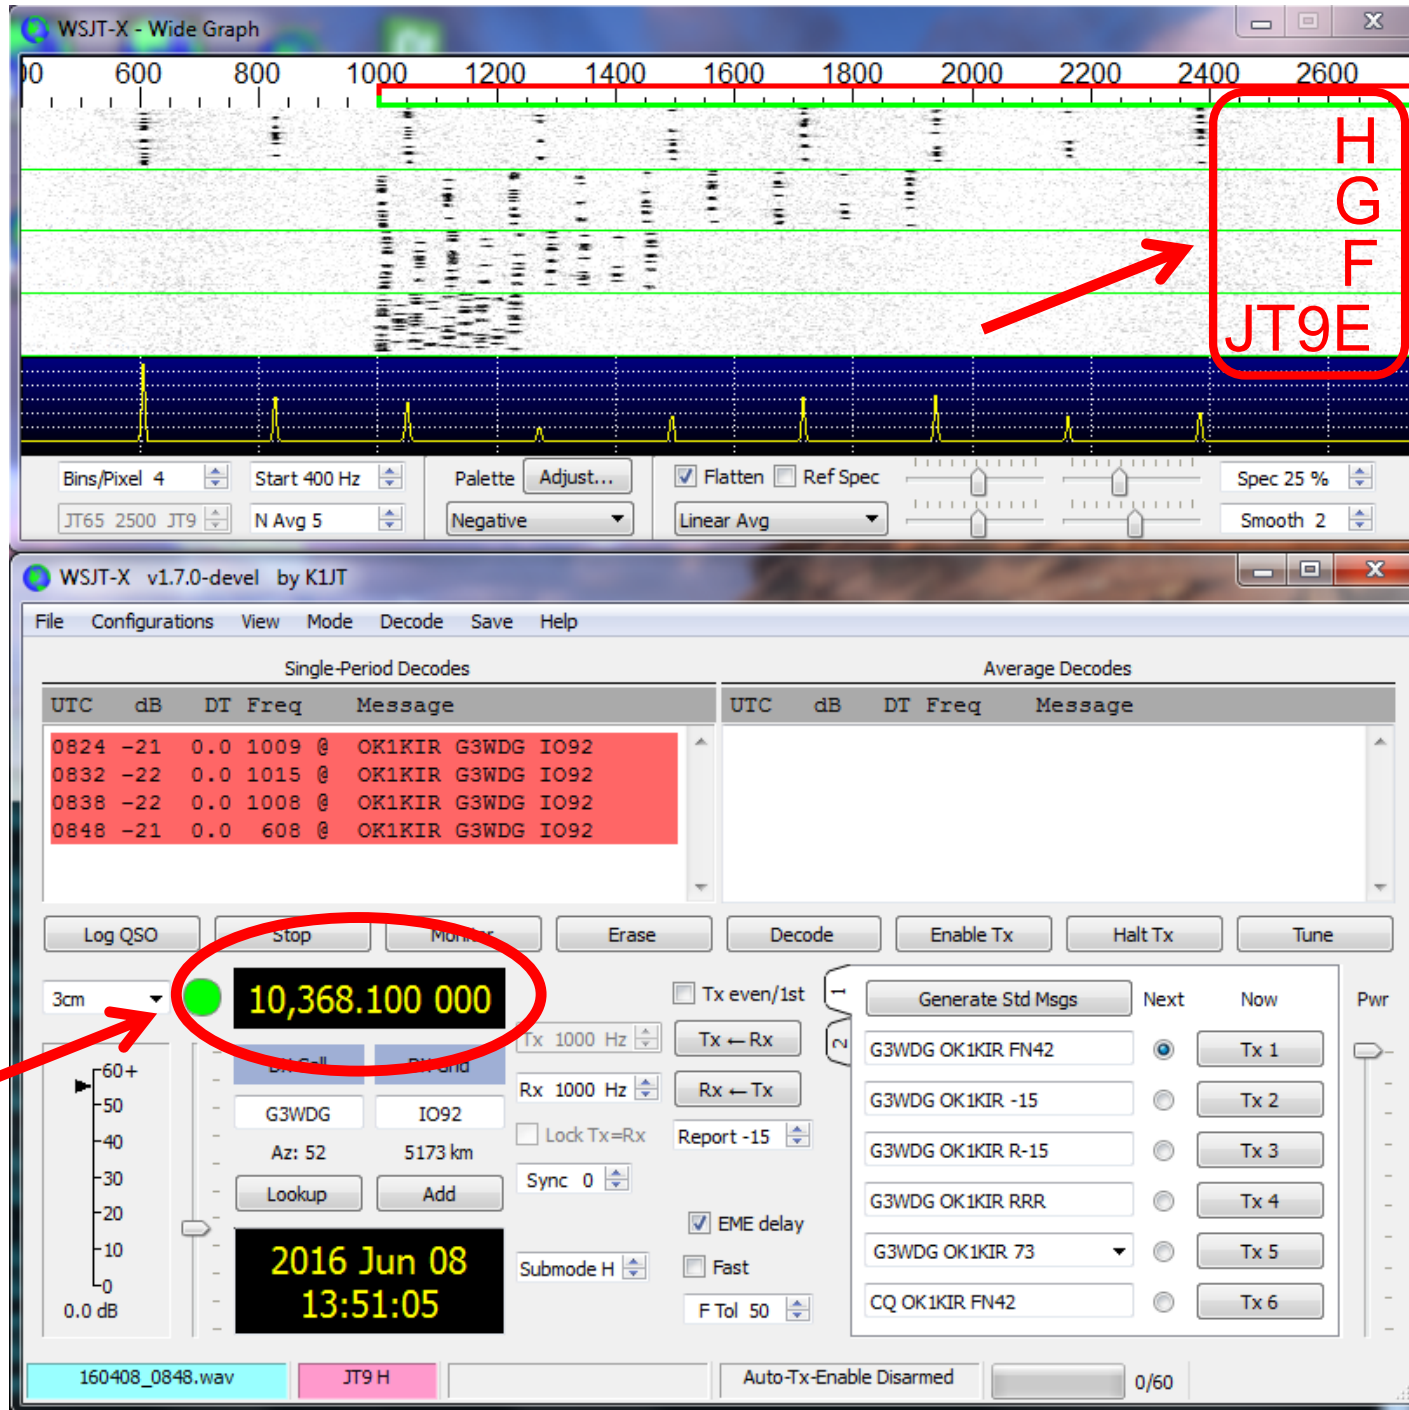 WSJT-X - Wide Graph
00 600 800 1000 1200 1400 1600 1800 2000 2200 2400 2600
H
G
F
JT9E
Bins/Pixel 4 Start 400 Hz Palette Adjust... Flatten Ref Spec Spec 25 %
JT65 2500 JT9 N Avg 5 Negative Linear Avg Smooth 2
WSJT-X v1.7.0-devel by K1JT
File Configurations View Mode Decode Save Help
Single-Period Decodes Average Decodes
UTC dB DT Freq Message UTC dB DT Freq Message
0824 -21 0.0 1009 @ OK1KIR G3WDG IO92
0832 -22 0.0 1015 @ OK1KIR G3WDG IO92
0838 -22 0.0 1008 @ OK1KIR G3WDG IO92
0848 -21 0.0 608 @ OK1KIR G3WDG IO92
Log QSO Stop Monitor Erase Decode Enable Tx Halt Tx Tune
3cm 10,368.100 000 Tx even/1st 1 Generate Std Msgs Next Now Pwr
Tx 1000 Hz Tx ← Rx 2 G3WDG OK1KIR FN42 Tx 1
60+ DX Call DX Grid
50 G3WDG IO92 Rx 1000 Hz Rx ← Tx G3WDG OK1KIR -15 Tx 2
40 Az: 52 5173 km Lock Tx=Rx Report -15 G3WDG OK1KIR R-15 Tx 3
30 Lookup Add Sync 0 G3WDG OK1KIR RRR Tx 4
20 EME delay
10 2016 Jun 08 Submode H Fast G3WDG OK1KIR 73 Tx 5
0 13:51:05 F Tol 50 CQ OK1KIR FN42 Tx 6
0.0 dB
160408_0848.wav JT9 H Auto-Tx-Enable Disarmed 0/60